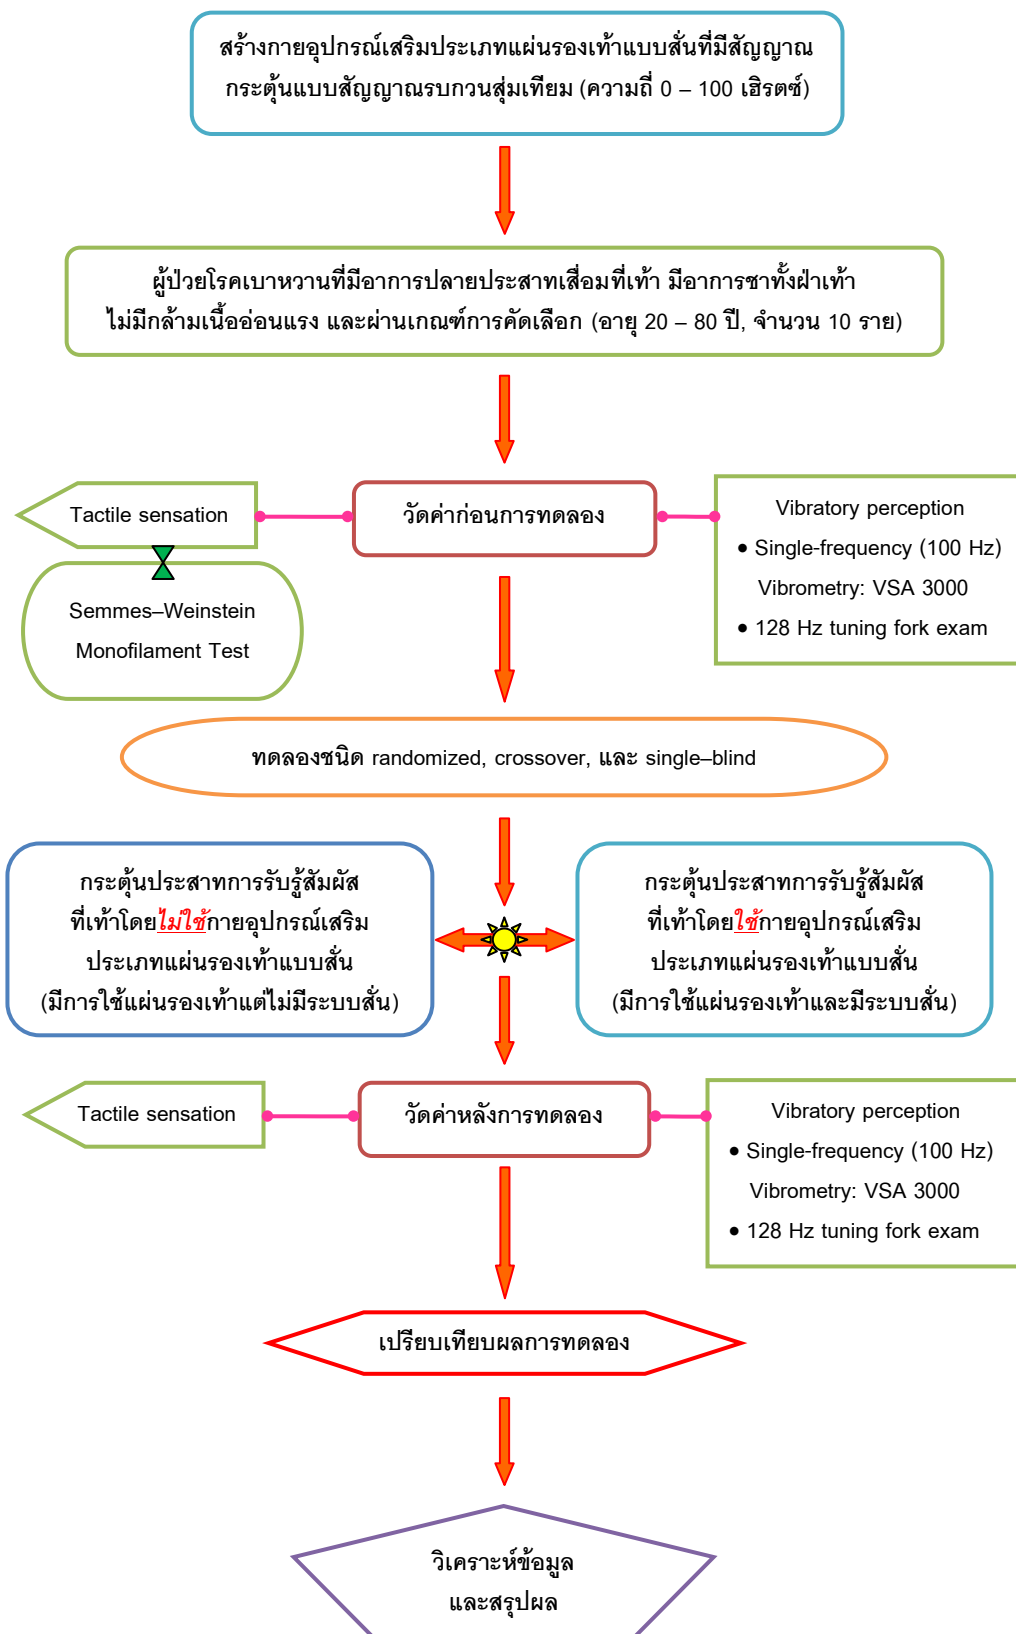 สร้างกายอุปกรณ์เสริมประเภทแผ่นรองเท้าแบบสั่นที่มีสัญญาณ
กระตุ้นแบบสัญญาณรบกวนสุ่มเทียม (ความถี่ 0 – 100 เฮิรตซ์)
ผู้ป่วยโรคเบาหวานที่มีอาการปลายประสาทเสื่อมที่เท้า มีอาการชาทั้งฝ่าเท้า
ไม่มีกล้ามเนื้ออ่อนแรง และผ่านเกณฑ์การคัดเลือก (อายุ 20 – 80 ปี, จำนวน 10 ราย)
Tactile sensation
Semmes–Weinstein
Monofilament Test
วัดค่าก่อนการทดลอง
Vibratory perception
• Single-frequency (100 Hz)
Vibrometry: VSA 3000
• 128 Hz tuning fork exam
ทดลองชนิด randomized, crossover, และ single–blind
กระตุ้นประสาทการรับรู้สัมผัส
ที่เท้าโดยไม่ใช้กายอุปกรณ์เสริม
ประเภทแผ่นรองเท้าแบบสั่น
(มีการใช้แผ่นรองเท้าแต่ไม่มีระบบสั่น)
กระตุ้นประสาทการรับรู้สัมผัส
ที่เท้าโดยใช้กายอุปกรณ์เสริม
ประเภทแผ่นรองเท้าแบบสั่น
(มีการใช้แผ่นรองเท้าและมีระบบสั่น)
Tactile sensation
วัดค่าหลังการทดลอง
Vibratory perception
• Single-frequency (100 Hz)
Vibrometry: VSA 3000
• 128 Hz tuning fork exam
เปรียบเทียบผลการทดลอง
วิเคราะห์ข้อมูล
และสรุปผล